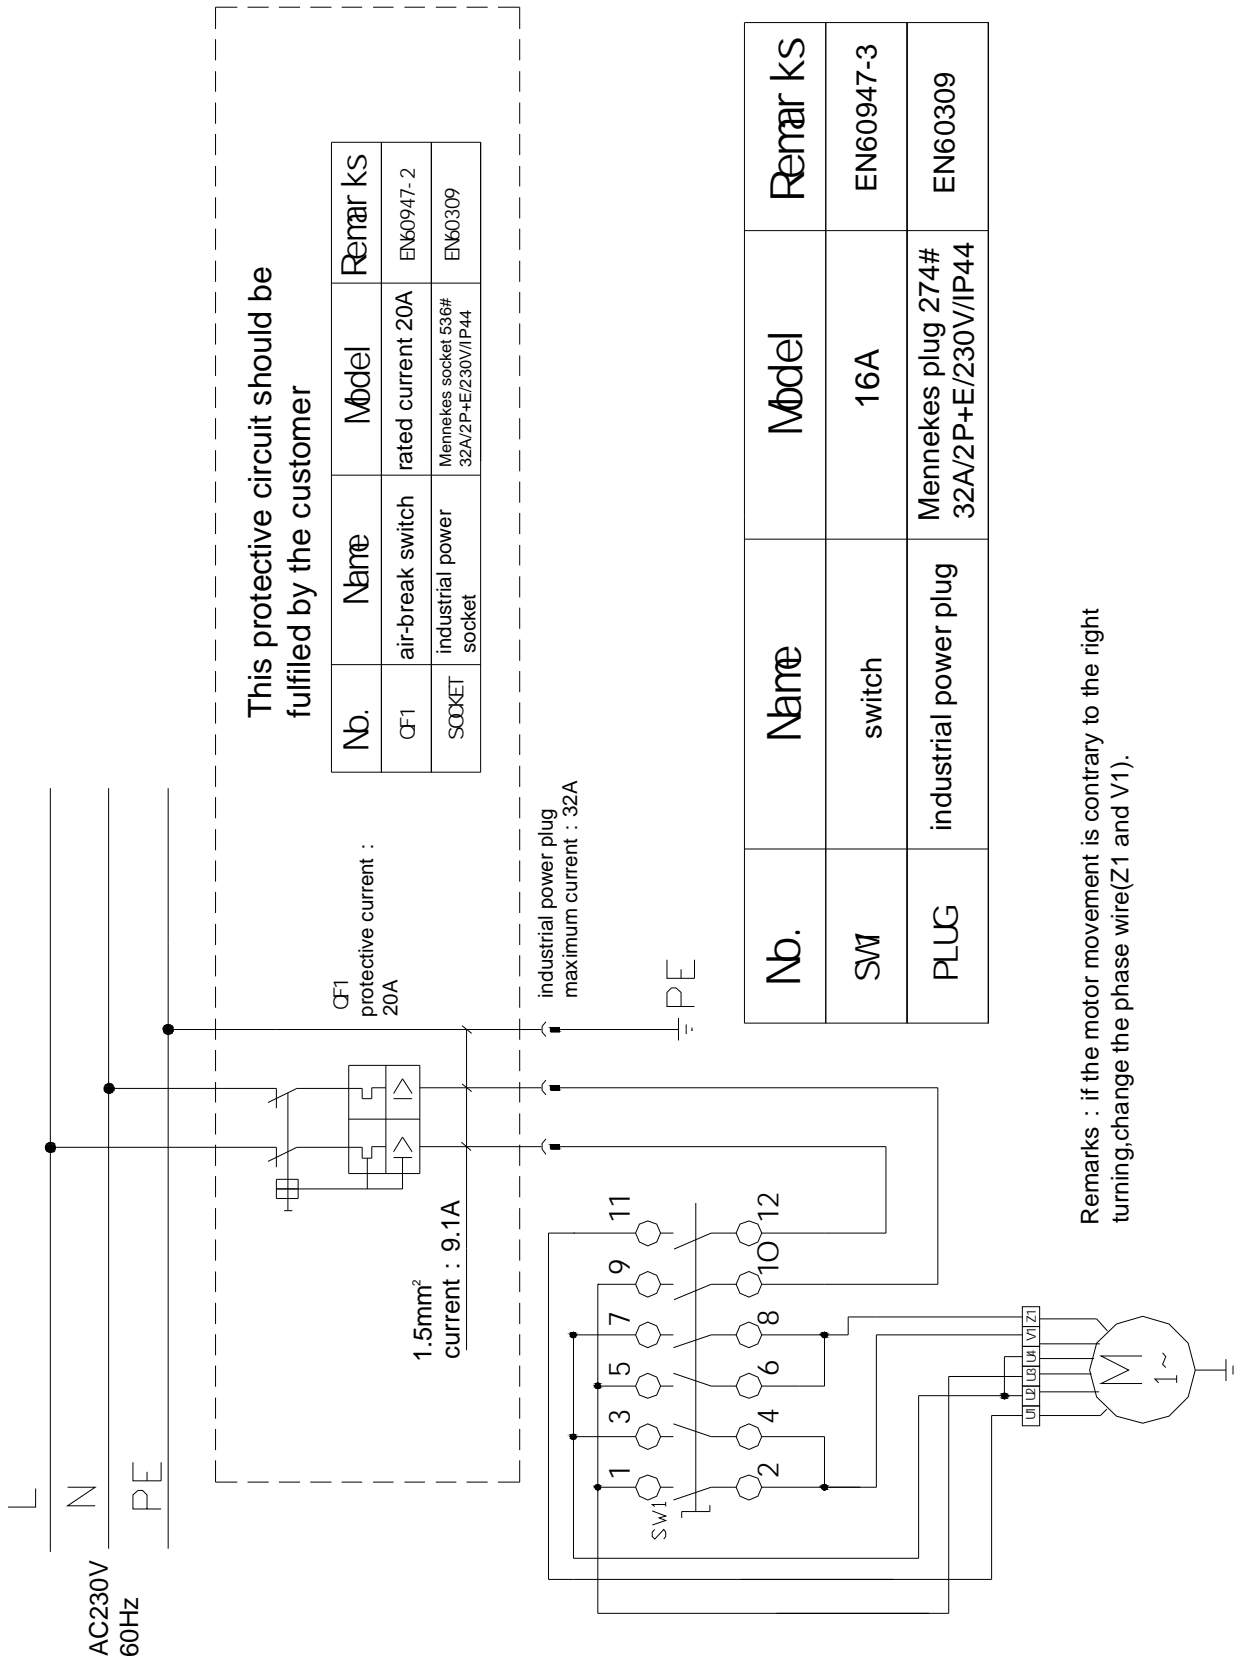 AC230V
60Hz
L
N
PE
This protective circuit should be
fulfiled by the customer
No. Name Model Remarks
QF1 air-break switch rated current 20A EN60947-2
SOCKET industrial power socket Mennekes socket 536# 32A/2P+E/230V/IP44 EN60309
QF1
protective current :
20A
I> I>
1.5mm²
current : 9.1A
industrial power plug
maximum current : 32A
PE
SW1
1 3 5 7 9 11
2 4 6 8 10 12
U1 U2 U3 U4 V1 Z1
M
1~
No. Name Model Remarks
SW1 switch 16A EN60947-3
PLUG industrial power plug Mennekes plug 274# 32A/2P+E/230V/IP44 EN60309
Remarks : if the motor movement is contrary to the right
turning,change the phase wire(Z1 and V1).